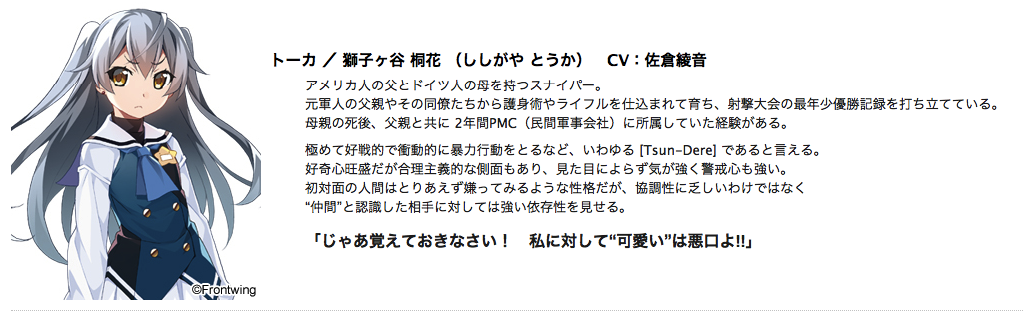 トーカ ／ 獅子ヶ谷 桐花 （ししがや とうか）　CV：佐倉綾音
アメリカ人の父とドイツ人の母を持つスナイパー。
元軍人の父親やその同僚たちから護身術やライフルを仕込まれて育ち、射撃大会の最年少優勝記録を打ち立てている。
母親の死後、父親と共に 2年間PMC（民間軍事会社）に所属していた経験がある。
極めて好戦的で衝動的に暴力行動をとるなど、いわゆる [Tsun-Dere] であると言える。
好奇心旺盛だが合理主義的な側面もあり、見た目によらず気が強く警戒心も強い。
初対面の人間はとりあえず嫌ってみるような性格だが、協調性に乏しいわけではなく
“仲間”と認識した相手に対しては強い依存性を見せる。
「じゃあ覚えておきなさい！　私に対して“可愛い”は悪口よ!!」
©Frontwing